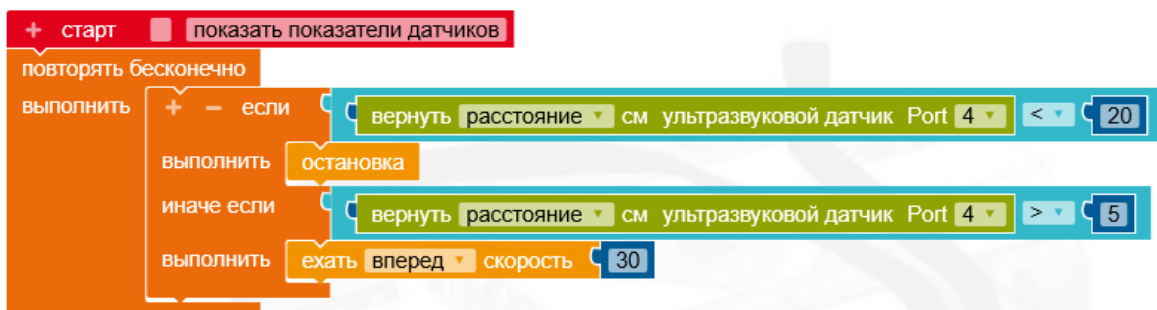 + старт показать показатели датчиков
повторять бесконечно
выполнить + − если вернуть расстояние см ультразвуковой датчик Port 4 < 20
выполнить остановка
иначе если вернуть расстояние см ультразвуковой датчик Port 4 > 5
выполнить ехать вперед скорость 30